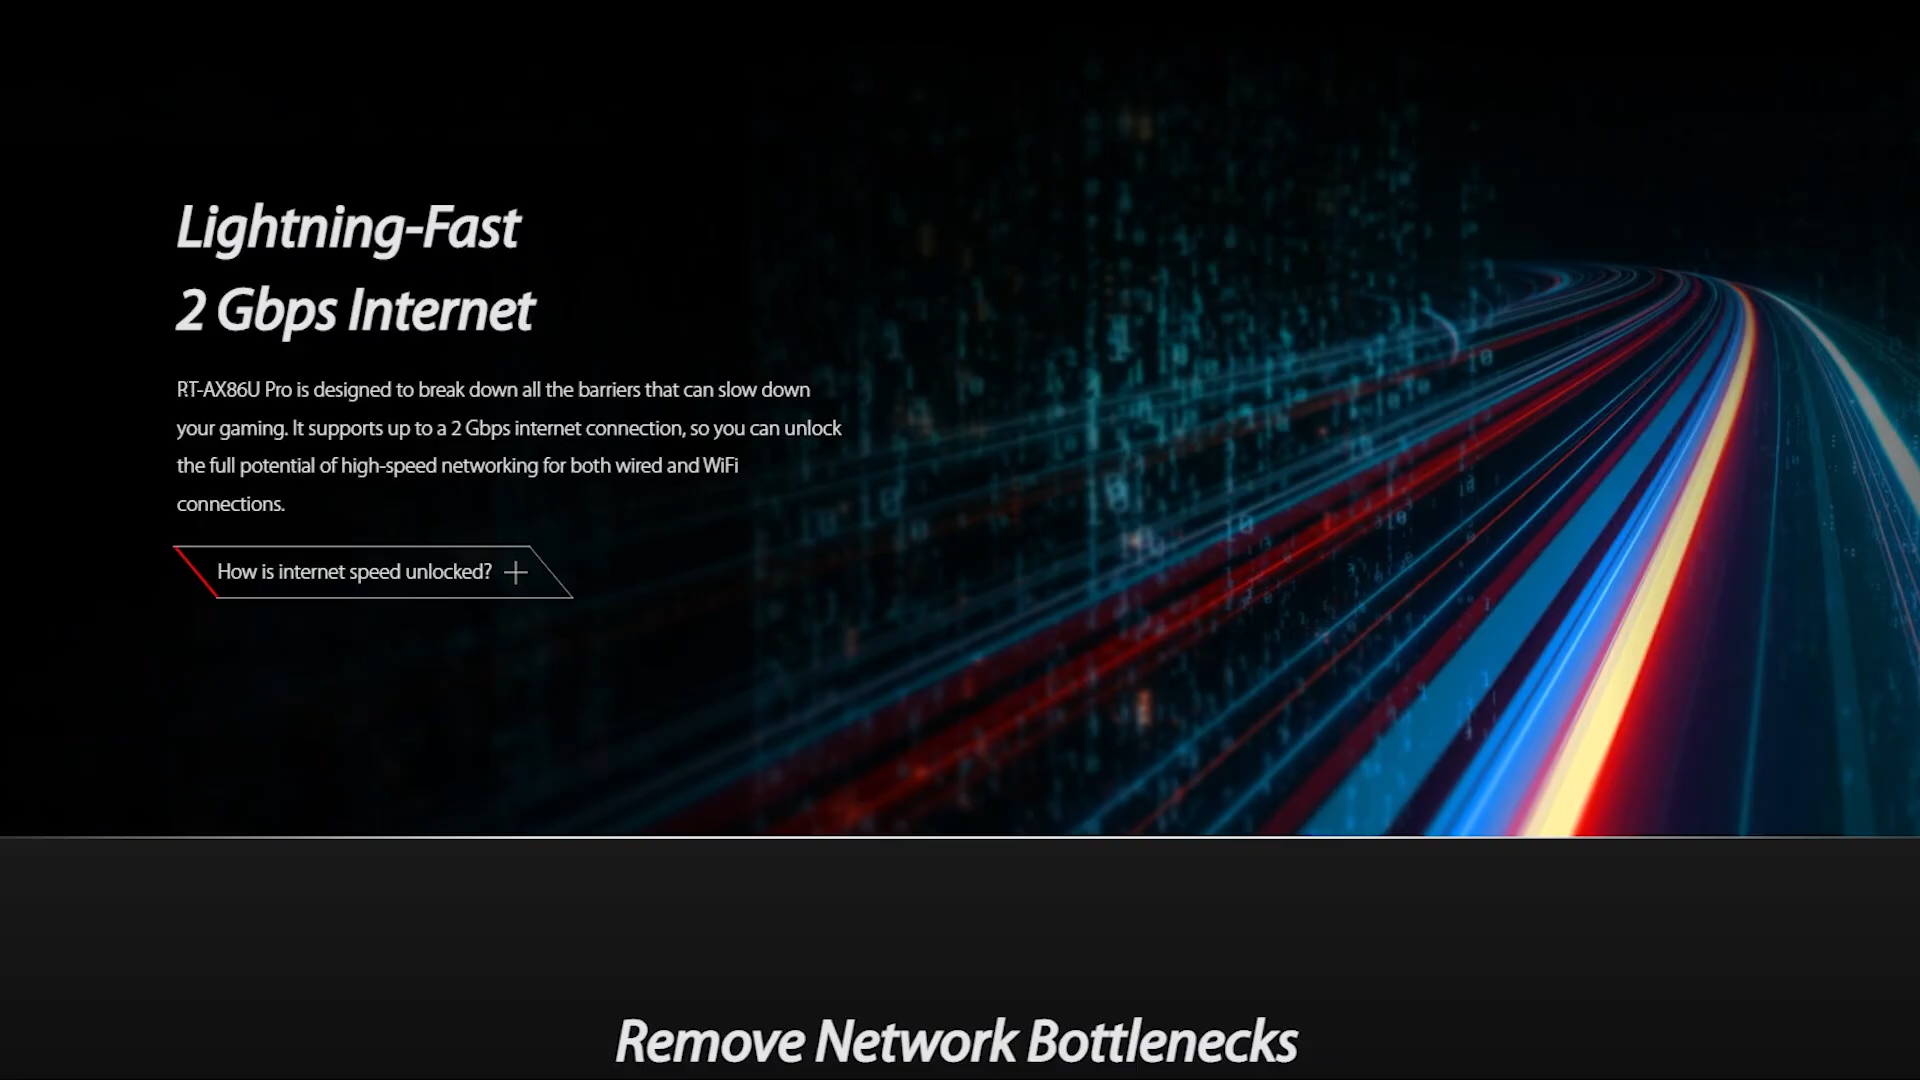 Lightning-Fast
2 Gbps Internet
RT-AX86U Pro is designed to break down all the barriers that can slow down
your gaming. It supports up to a 2 Gbps internet connection, so you can unlock
the full potential of high-speed networking for both wired and WiFi
connections.
How is internet speed unlocked?
Remove Network Bottlenecks